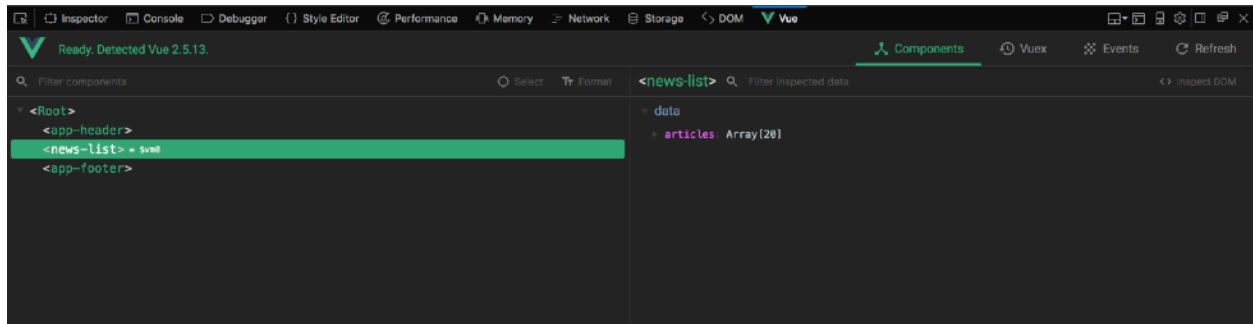 Inspector Console Debugger {} Style Editor Performance Memory Network Storage DOM Vue
Ready. Detected Vue 2.5.13. Components Vuex Events Refresh
Filter components Select Tr Format <news-list> Filter inspected data <> Inspect DOM
<Root>
<app-header>
<news-list> = $vm0
<app-footer>
data
articles: Array[20]